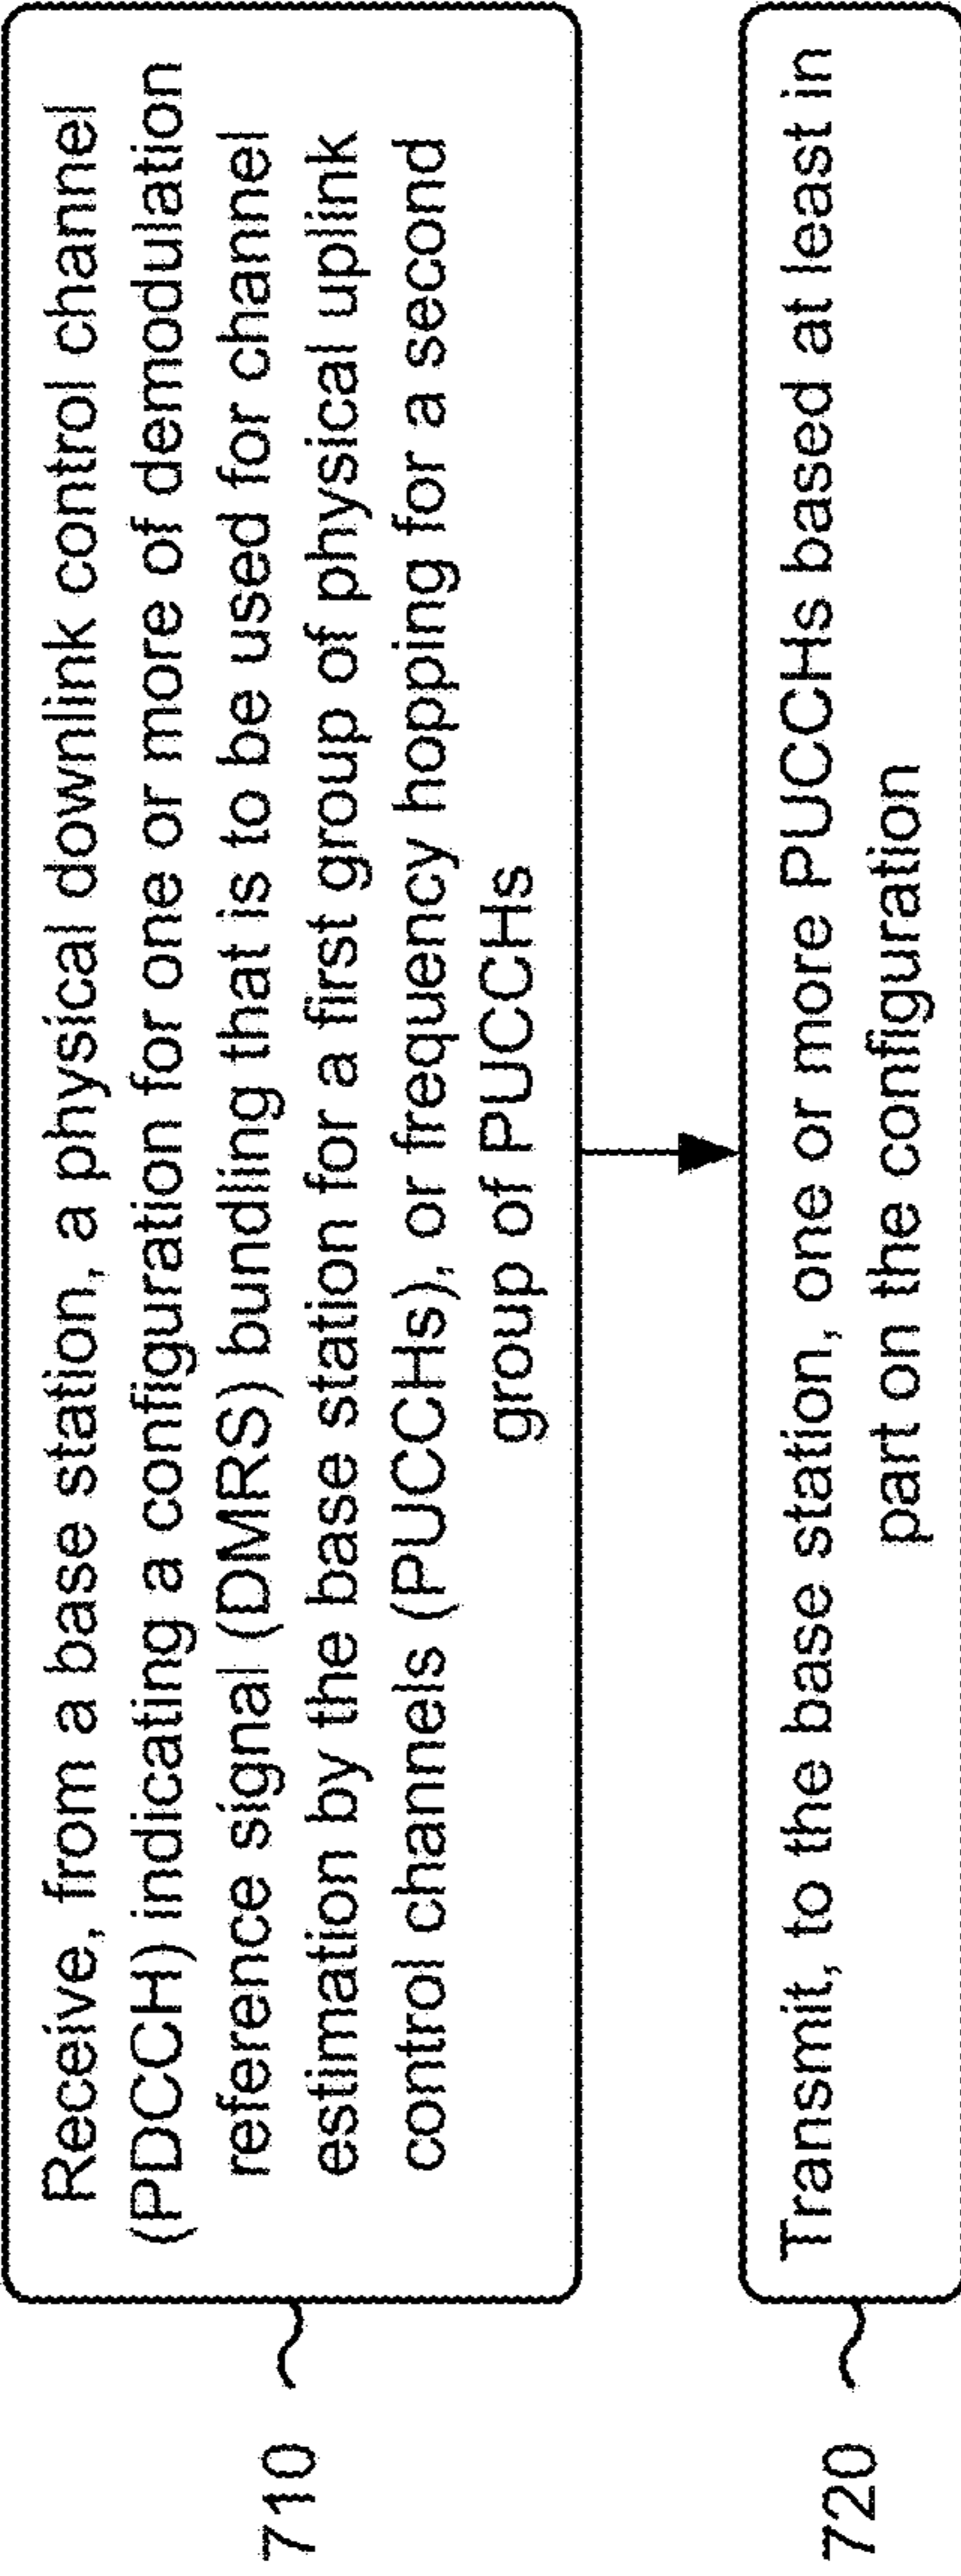 710
Receive, from a base station, a physical downlink control channel
(PDCCH) indicating a configuration for one or more of demodulation
reference signal (DMRS) bundling that is to be used for channel
estimation by the base station for a first group of physical uplink
control channels (PUCCHs), or frequency hopping for a second
group of PUCCHs
720
Transmit, to the base station, one or more PUCCHs based at least in
part on the configuration